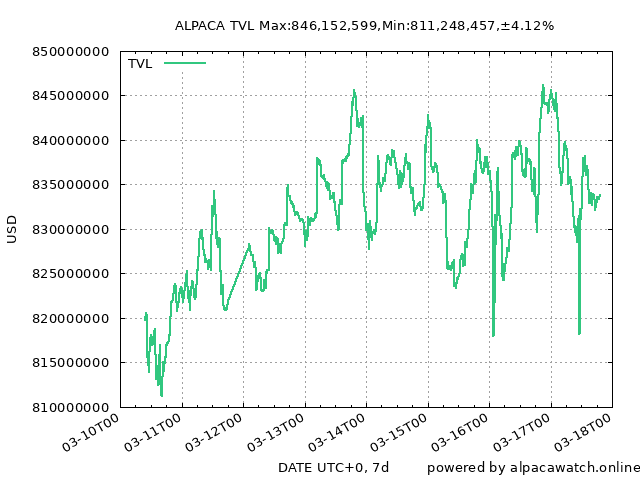 ALPACA TVL Max:846,152,599,Min:811,248,457,±4.12%
850000000
TVL
845000000
840000000
835000000
830000000
825000000
820000000
815000000
810000000
USD
03-10T00
03-11T00
03-12T00
03-13T00
03-14T00
03-15T00
03-16T00
03-17T00
03-18T00
DATE UTC+0, 7d
powered by alpacawatch.online